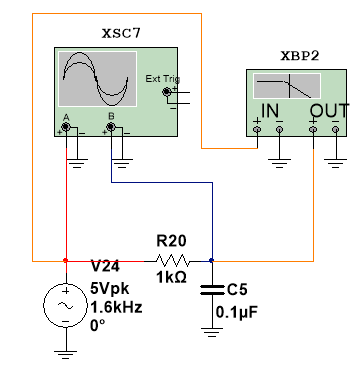 XSC7
XBP2
Ext Trig
+
-
IN OUT
A
B
+ - + -
+ - + -
R20
1kΩ
V24
5Vpk
1.6kHz
0°
+
-
C5
0.1µF